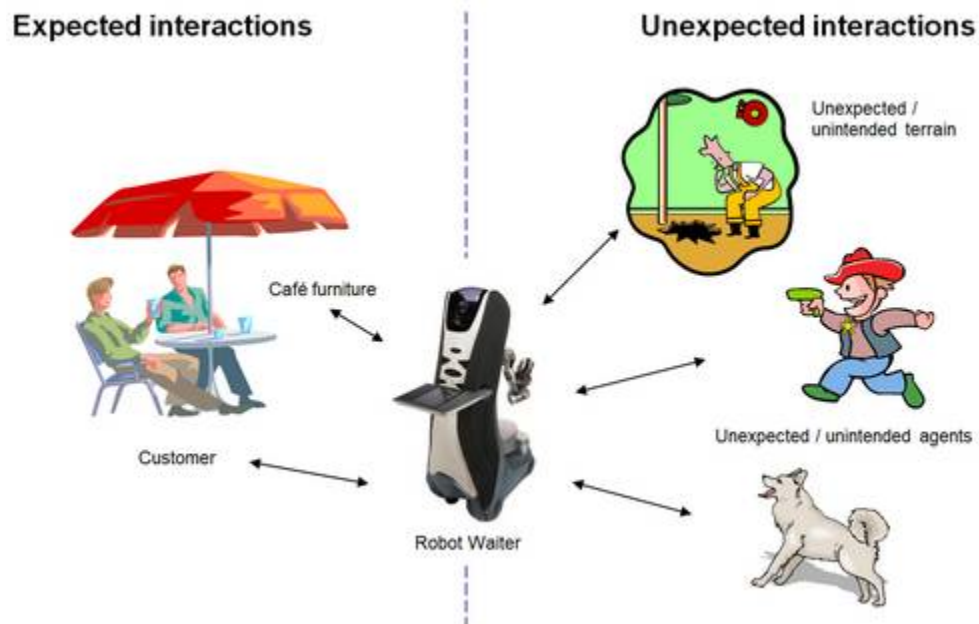 Expected interactions
Unexpected interactions
Unexpected /
unintended terrain
Café furniture
Customer
Robot Waiter
Unexpected / unintended agents